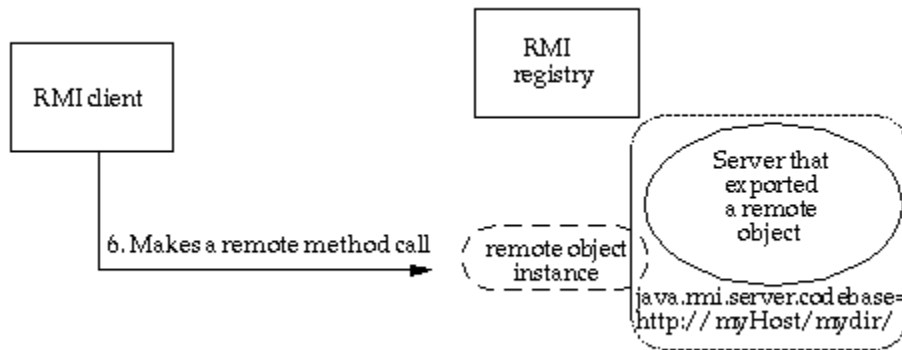 RMI client
RMI
registry
Server that
exported
a remote
object
6. Makes a remote method call
remote object
instance
java.rmi.server.codebase=
http://myHost/mydir/